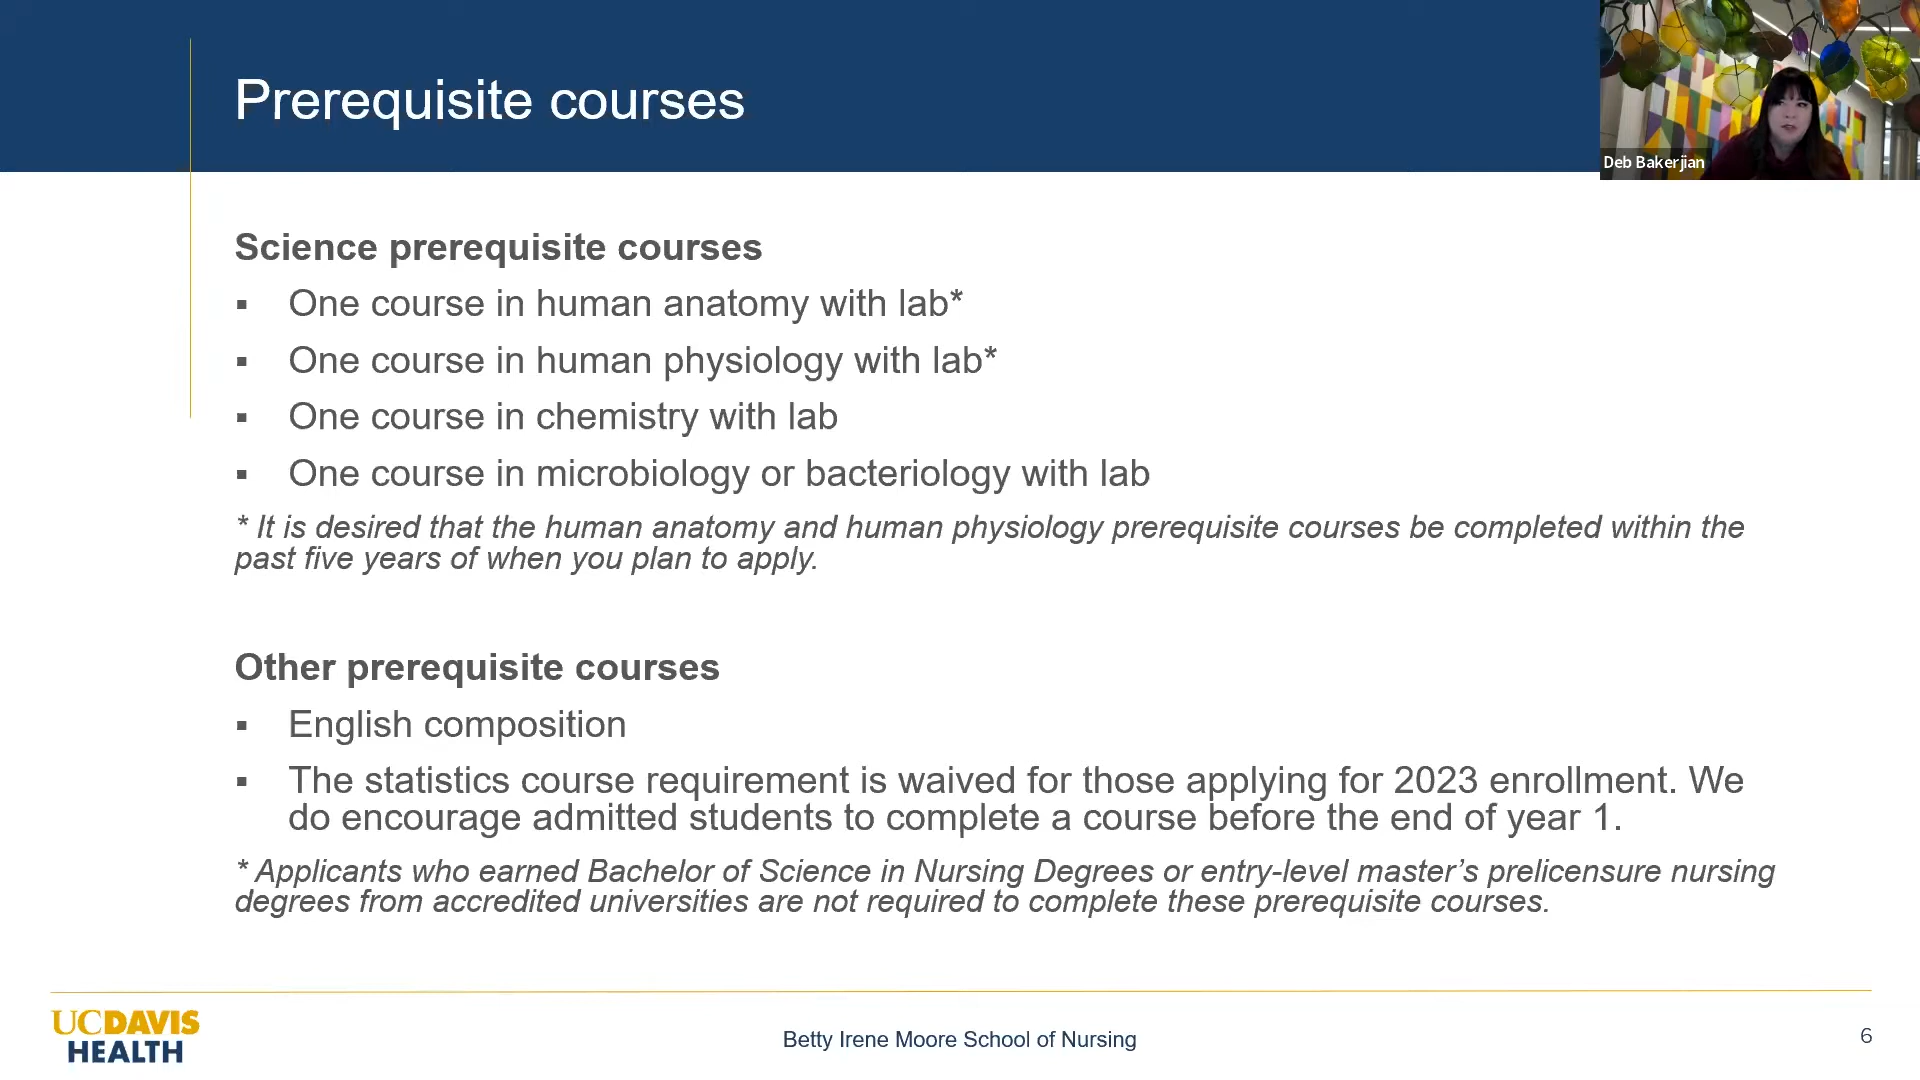 Prerequisite courses
Deb Bakerjian
Science prerequisite courses
▪ One course in human anatomy with lab*
▪ One course in human physiology with lab*
▪ One course in chemistry with lab
▪ One course in microbiology or bacteriology with lab
* It is desired that the human anatomy and human physiology prerequisite courses be completed within the
past five years of when you plan to apply.
Other prerequisite courses
▪ English composition
▪ The statistics course requirement is waived for those applying for 2023 enrollment. We
do encourage admitted students to complete a course before the end of year 1.
* Applicants who earned Bachelor of Science in Nursing Degrees or entry-level master’s prelicensure nursing
degrees from accredited universities are not required to complete these prerequisite courses.
UCDAVIS
HEALTH
Betty Irene Moore School of Nursing
6